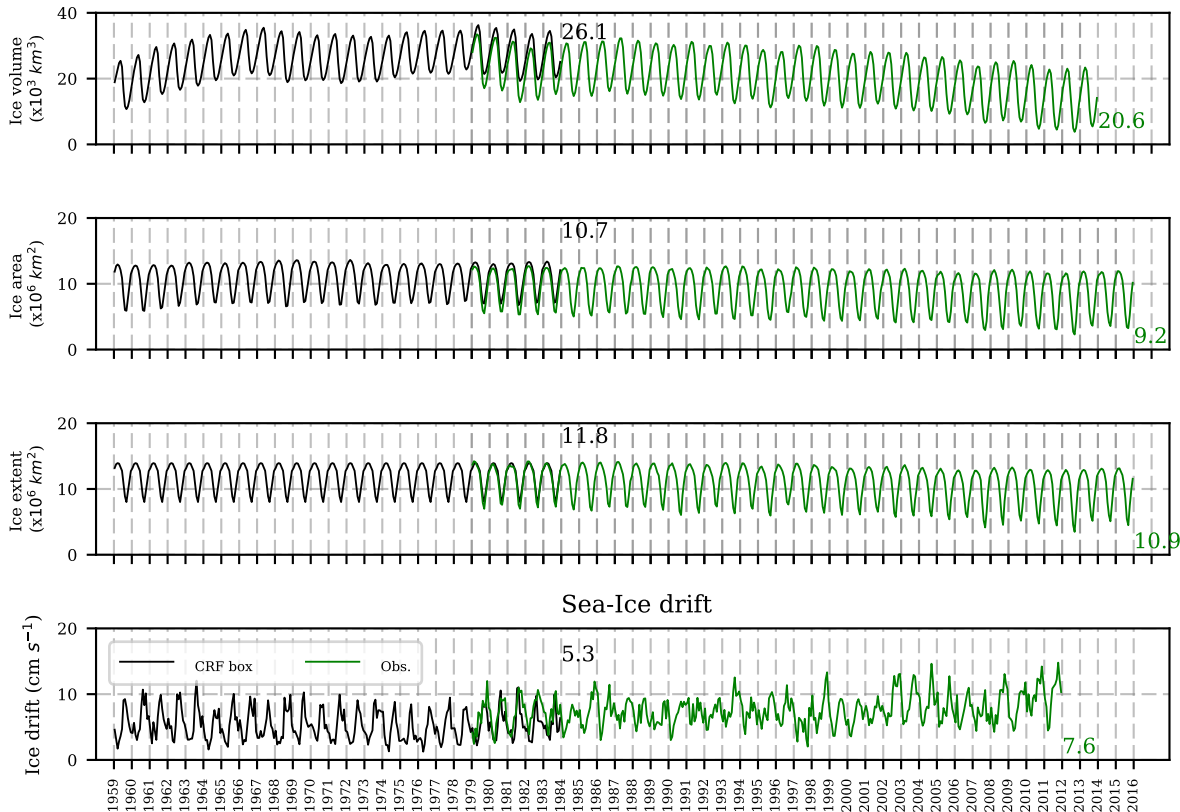 40
20
0
Ice volume
(x10³ km³)
26.1
20.6
20
10
0
Ice area
(x10⁶ km²)
10.7
9.2
20
10
0
Ice extent
(x10⁶ km²)
11.8
10.9
Sea-Ice drift
20
10
0
Ice drift (cm s⁻¹)
CRF box
Obs.
5.3
7.6
1959 1960 1961 1962 1963 1964 1965 1966 1967 1968 1969 1970 1971 1972 1973 1974 1975 1976 1977 1978 1979 1980 1981 1982 1983 1984 1985 1986 1987 1988 1989 1990 1991 1992 1993 1994 1995 1996 1997 1998 1999 2000 2001 2002 2003 2004 2005 2006 2007 2008 2009 2010 2011 2012 2013 2014 2015 2016